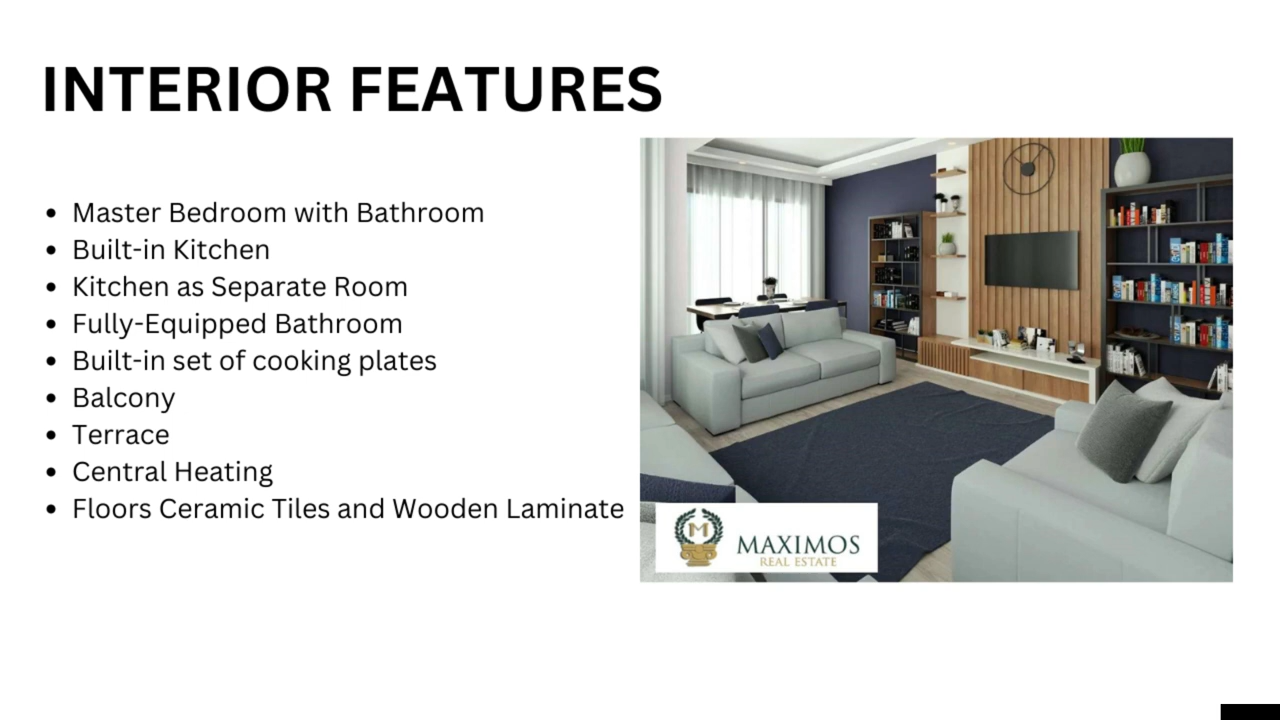 INTERIOR FEATURES
• Master Bedroom with Bathroom
• Built-in Kitchen
• Kitchen as Separate Room
• Fully-Equipped Bathroom
• Built-in set of cooking plates
• Balcony
• Terrace
• Central Heating
• Floors Ceramic Tiles and Wooden Laminate
M
MAXIMOS
REAL ESTATE